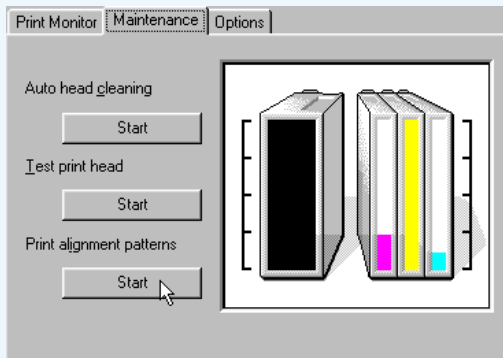 Print Monitor Maintenance Options
Auto head cleaning
Start
Test print head
Start
Print alignment patterns
Start